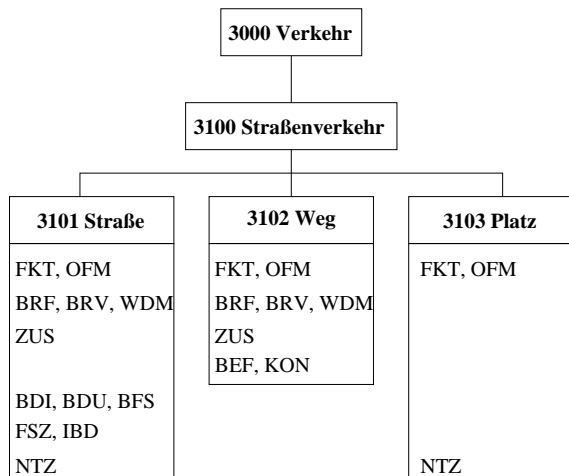 3000 Verkehr
3100 Straßenverkehr
3101 Straße
FKT, OFM
BRF, BRV, WDM
ZUS
BDI, BDU, BFS
FSZ, IBD
NTZ
3102 Weg
FKT, OFM
BRF, BRV, WDM
ZUS
BEF, KON
3103 Platz
FKT, OFM
NTZ